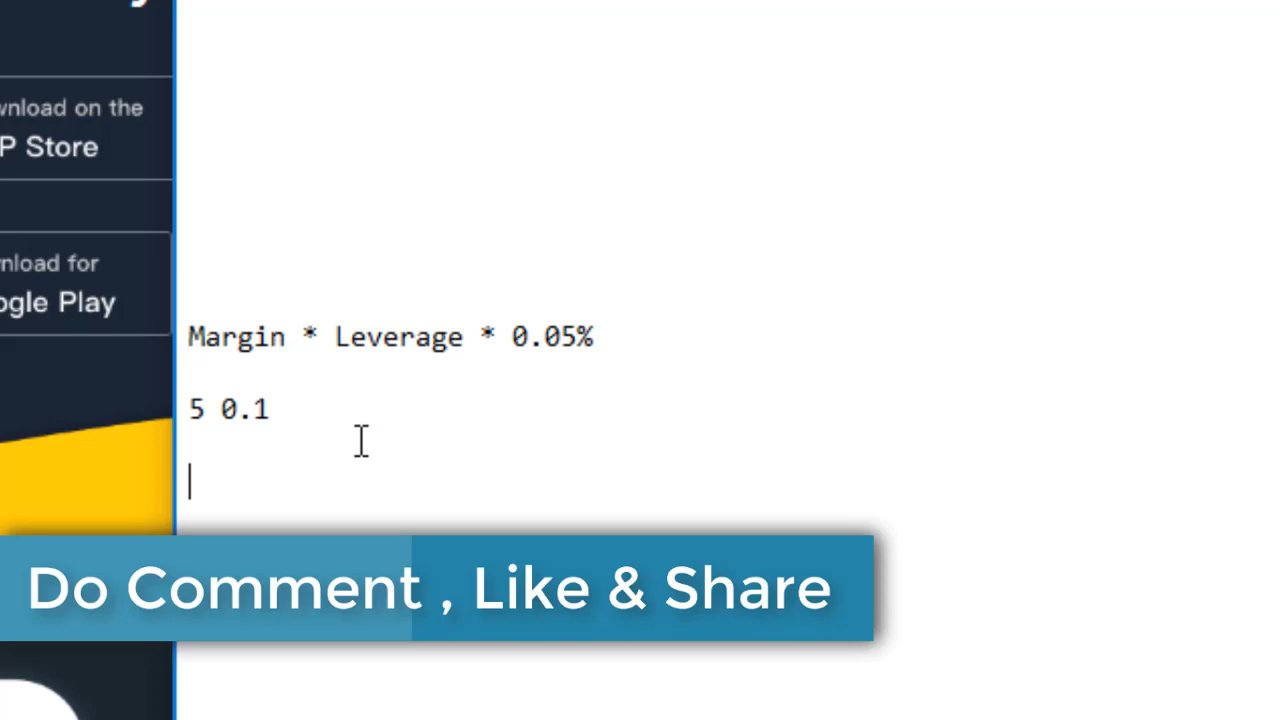 wnload on the
P Store
nload for
ogle Play
Margin * Leverage * 0.05%
5 0.1
Do Comment , Like & Share